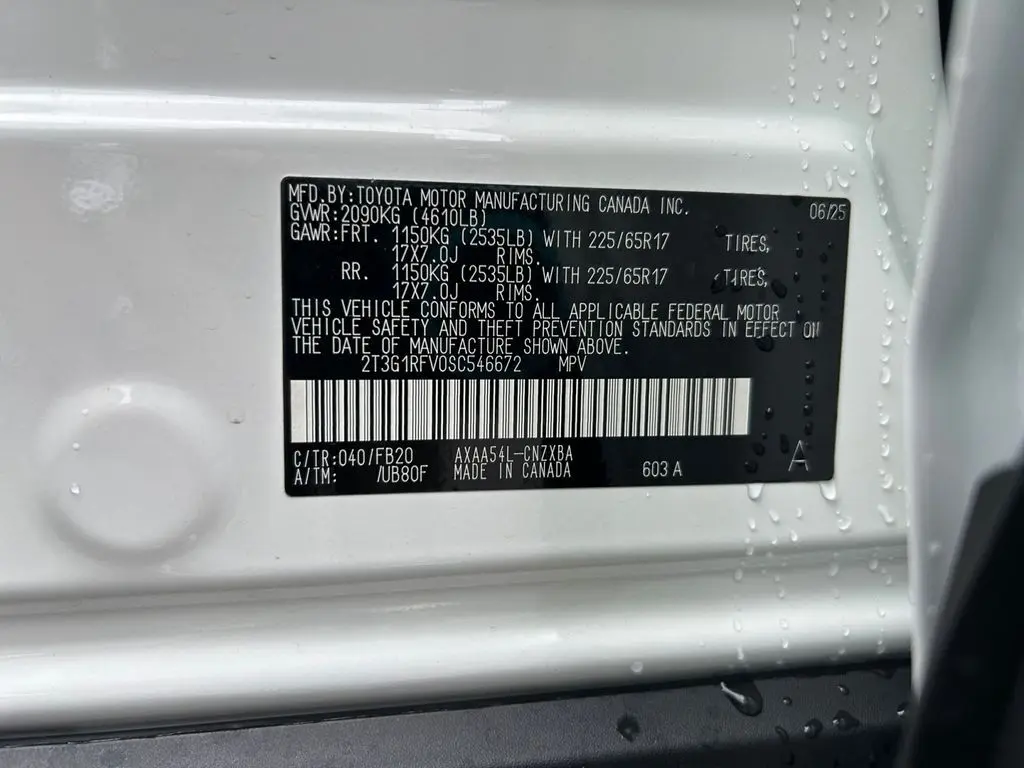 MFD.BY:TOYOTA MOTOR MANUFACTURING CANADA INC. 06/25
GVWR:2090KG (4610LB)
GAWR:FRT. 1150KG (2535LB) WITH 225/65R17 TIRES,
17X7.0J RIMS.
RR. 1150KG (2535LB) WITH 225/65R17 TIRES,
17X7.0J RIMS.
THIS VEHICLE CONFORMS TO ALL APPLICABLE FEDERAL MOTOR
VEHICLE SAFETY AND THEFT PREVENTION STANDARDS IN EFFECT ON
THE DATE OF MANUFACTURE SHOWN ABOVE.
2T3G1RFV0SC546672 MPV
C/TR:040/FB20 AXAA54L-CNZXBA
A/TM: /UB80F MADE IN CANADA 603 A A